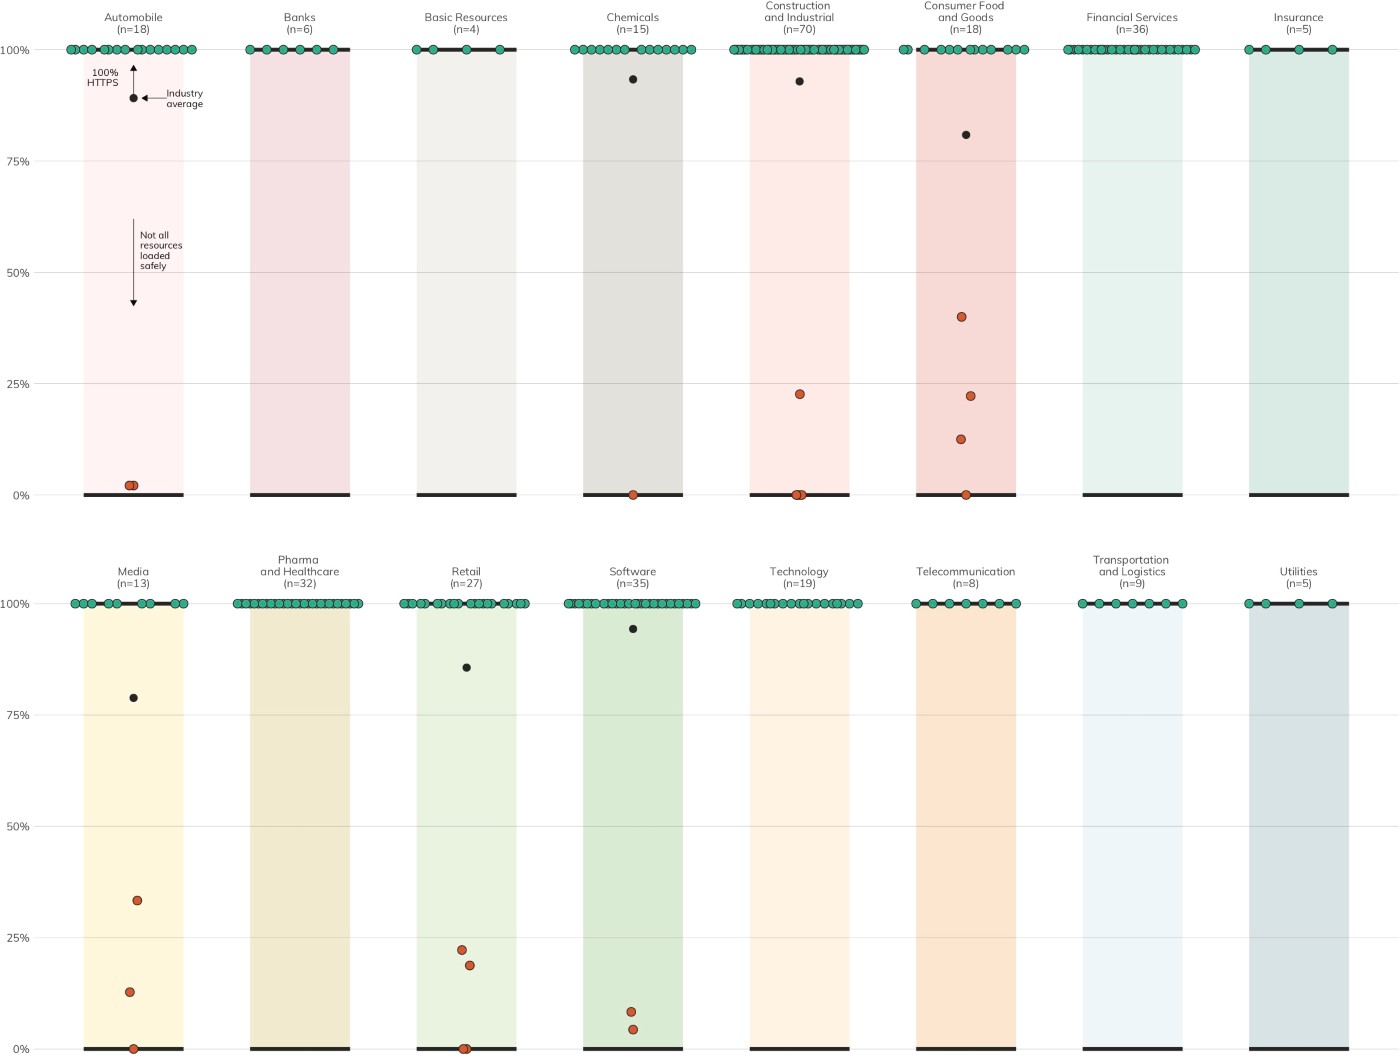 Automobile
(n=18)
Banks
(n=6)
Basic Resources
(n=4)
Chemicals
(n=15)
Construction
and Industrial
(n=70)
Consumer Food
and Goods
(n=18)
Financial Services
(n=36)
Insurance
(n=5)
100%
75%
50%
25%
0%
100%
HTTPS
Industry
average
Not all
resources
loaded
safely
Media
(n=13)
Pharma
and Healthcare
(n=32)
Retail
(n=27)
Software
(n=35)
Technology
(n=19)
Telecommunication
(n=8)
Transportation
and Logistics
(n=9)
Utilities
(n=5)
100%
75%
50%
25%
0%